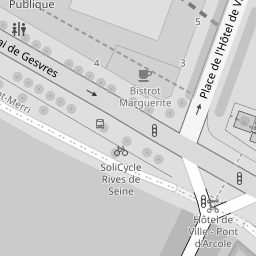 Publique
ai de Gesvres
4
3
5
Bistrot
Marguerite
Place de l'Hôtel de V
t-Merri
SoliCycle
Rives de
Seine
Hôtel de
Ville - Pont
d'Arcole